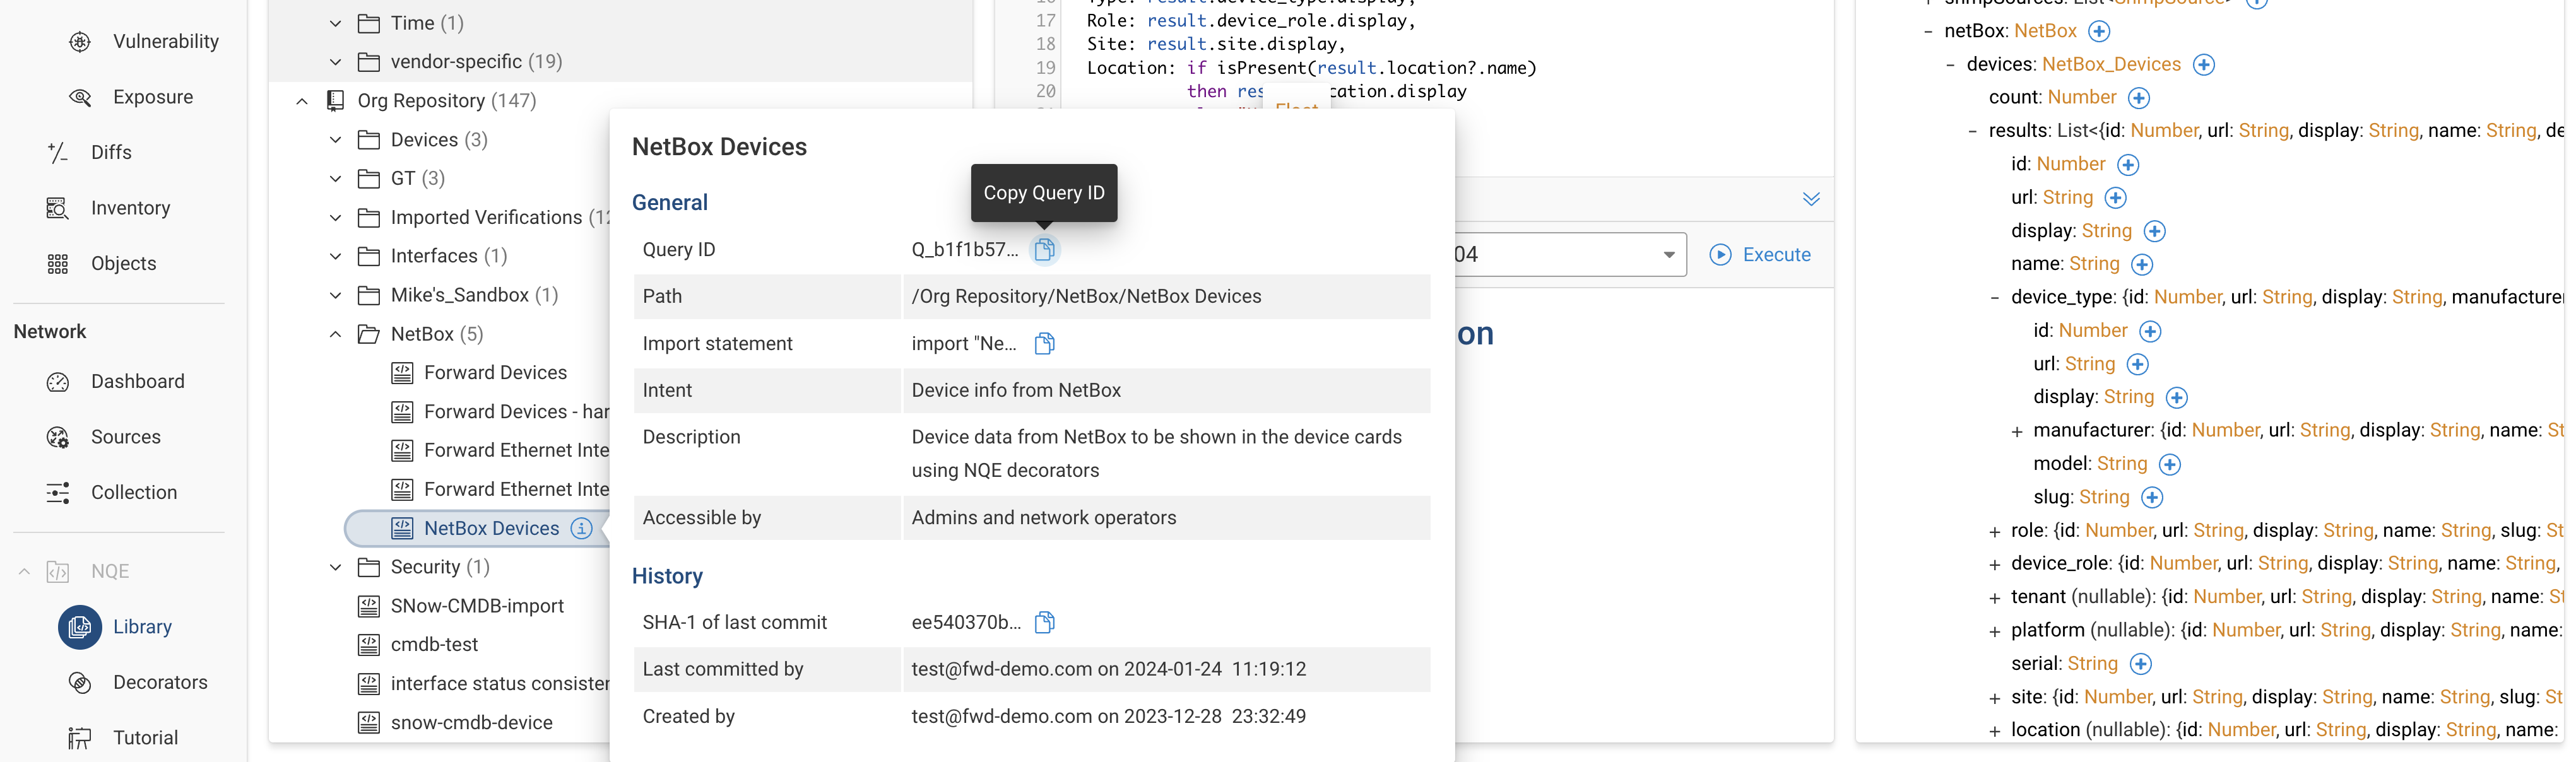 Vulnerability
Exposure
Diffs
Inventory
Objects
Network
Dashboard
Sources
Collection
NQE
Library
Decorators
Tutorial
Time (1)
vendor-specific (19)
Org Repository (147)
Devices (3)
GT (3)
Imported Verifications (12
Interfaces (1)
Mike's_Sandbox (1)
NetBox (5)
Forward Devices
Forward Devices - har
Forward Ethernet Inte
Forward Ethernet Inte
NetBox Devices
Security (1)
SNow-CMDB-import
cmdb-test
interface status consister
snow-cmdb-device
NetBox Devices
Copy Query ID
General
Query ID Q_b1f1b57...
Path /Org Repository/NetBox/NetBox Devices
Import statement import "Ne...
Intent Device info from NetBox
Description Device data from NetBox to be shown in the device cards
using NQE decorators
Accessible by Admins and network operators
History
SHA-1 of last commit ee540370b...
Last committed by test@fwd-demo.com on 2024-01-24 11:19:12
Created by test@fwd-demo.com on 2023-12-28 23:32:49
Type: result.device_type.display,
17 Role: result.device_role.display,
18 Site: result.site.display,
19 Location: if isPresent(result.location?.name)
20 then res cation.display
04
Execute
on
snmpSources: List<SnmpSource>
− netBox: NetBox
− devices: NetBox_Devices
count: Number
− results: List<{id: Number, url: String, display: String, name: String, de
id: Number
url: String
display: String
name: String
− device_type: {id: Number, url: String, display: String, manufacturer
id: Number
url: String
display: String
+ manufacturer: {id: Number, url: String, display: String, name: St
model: String
slug: String
+ role: {id: Number, url: String, display: String, name: String, slug: St
+ device_role: {id: Number, url: String, display: String, name: String,
+ tenant (nullable): {id: Number, url: String, display: String, name: St
+ platform (nullable): {id: Number, url: String, display: String, name:
serial: String
+ site: {id: Number, url: String, display: String, name: String, slug: St
+ location (nullable): {id: Number, url: String, display: String, name: